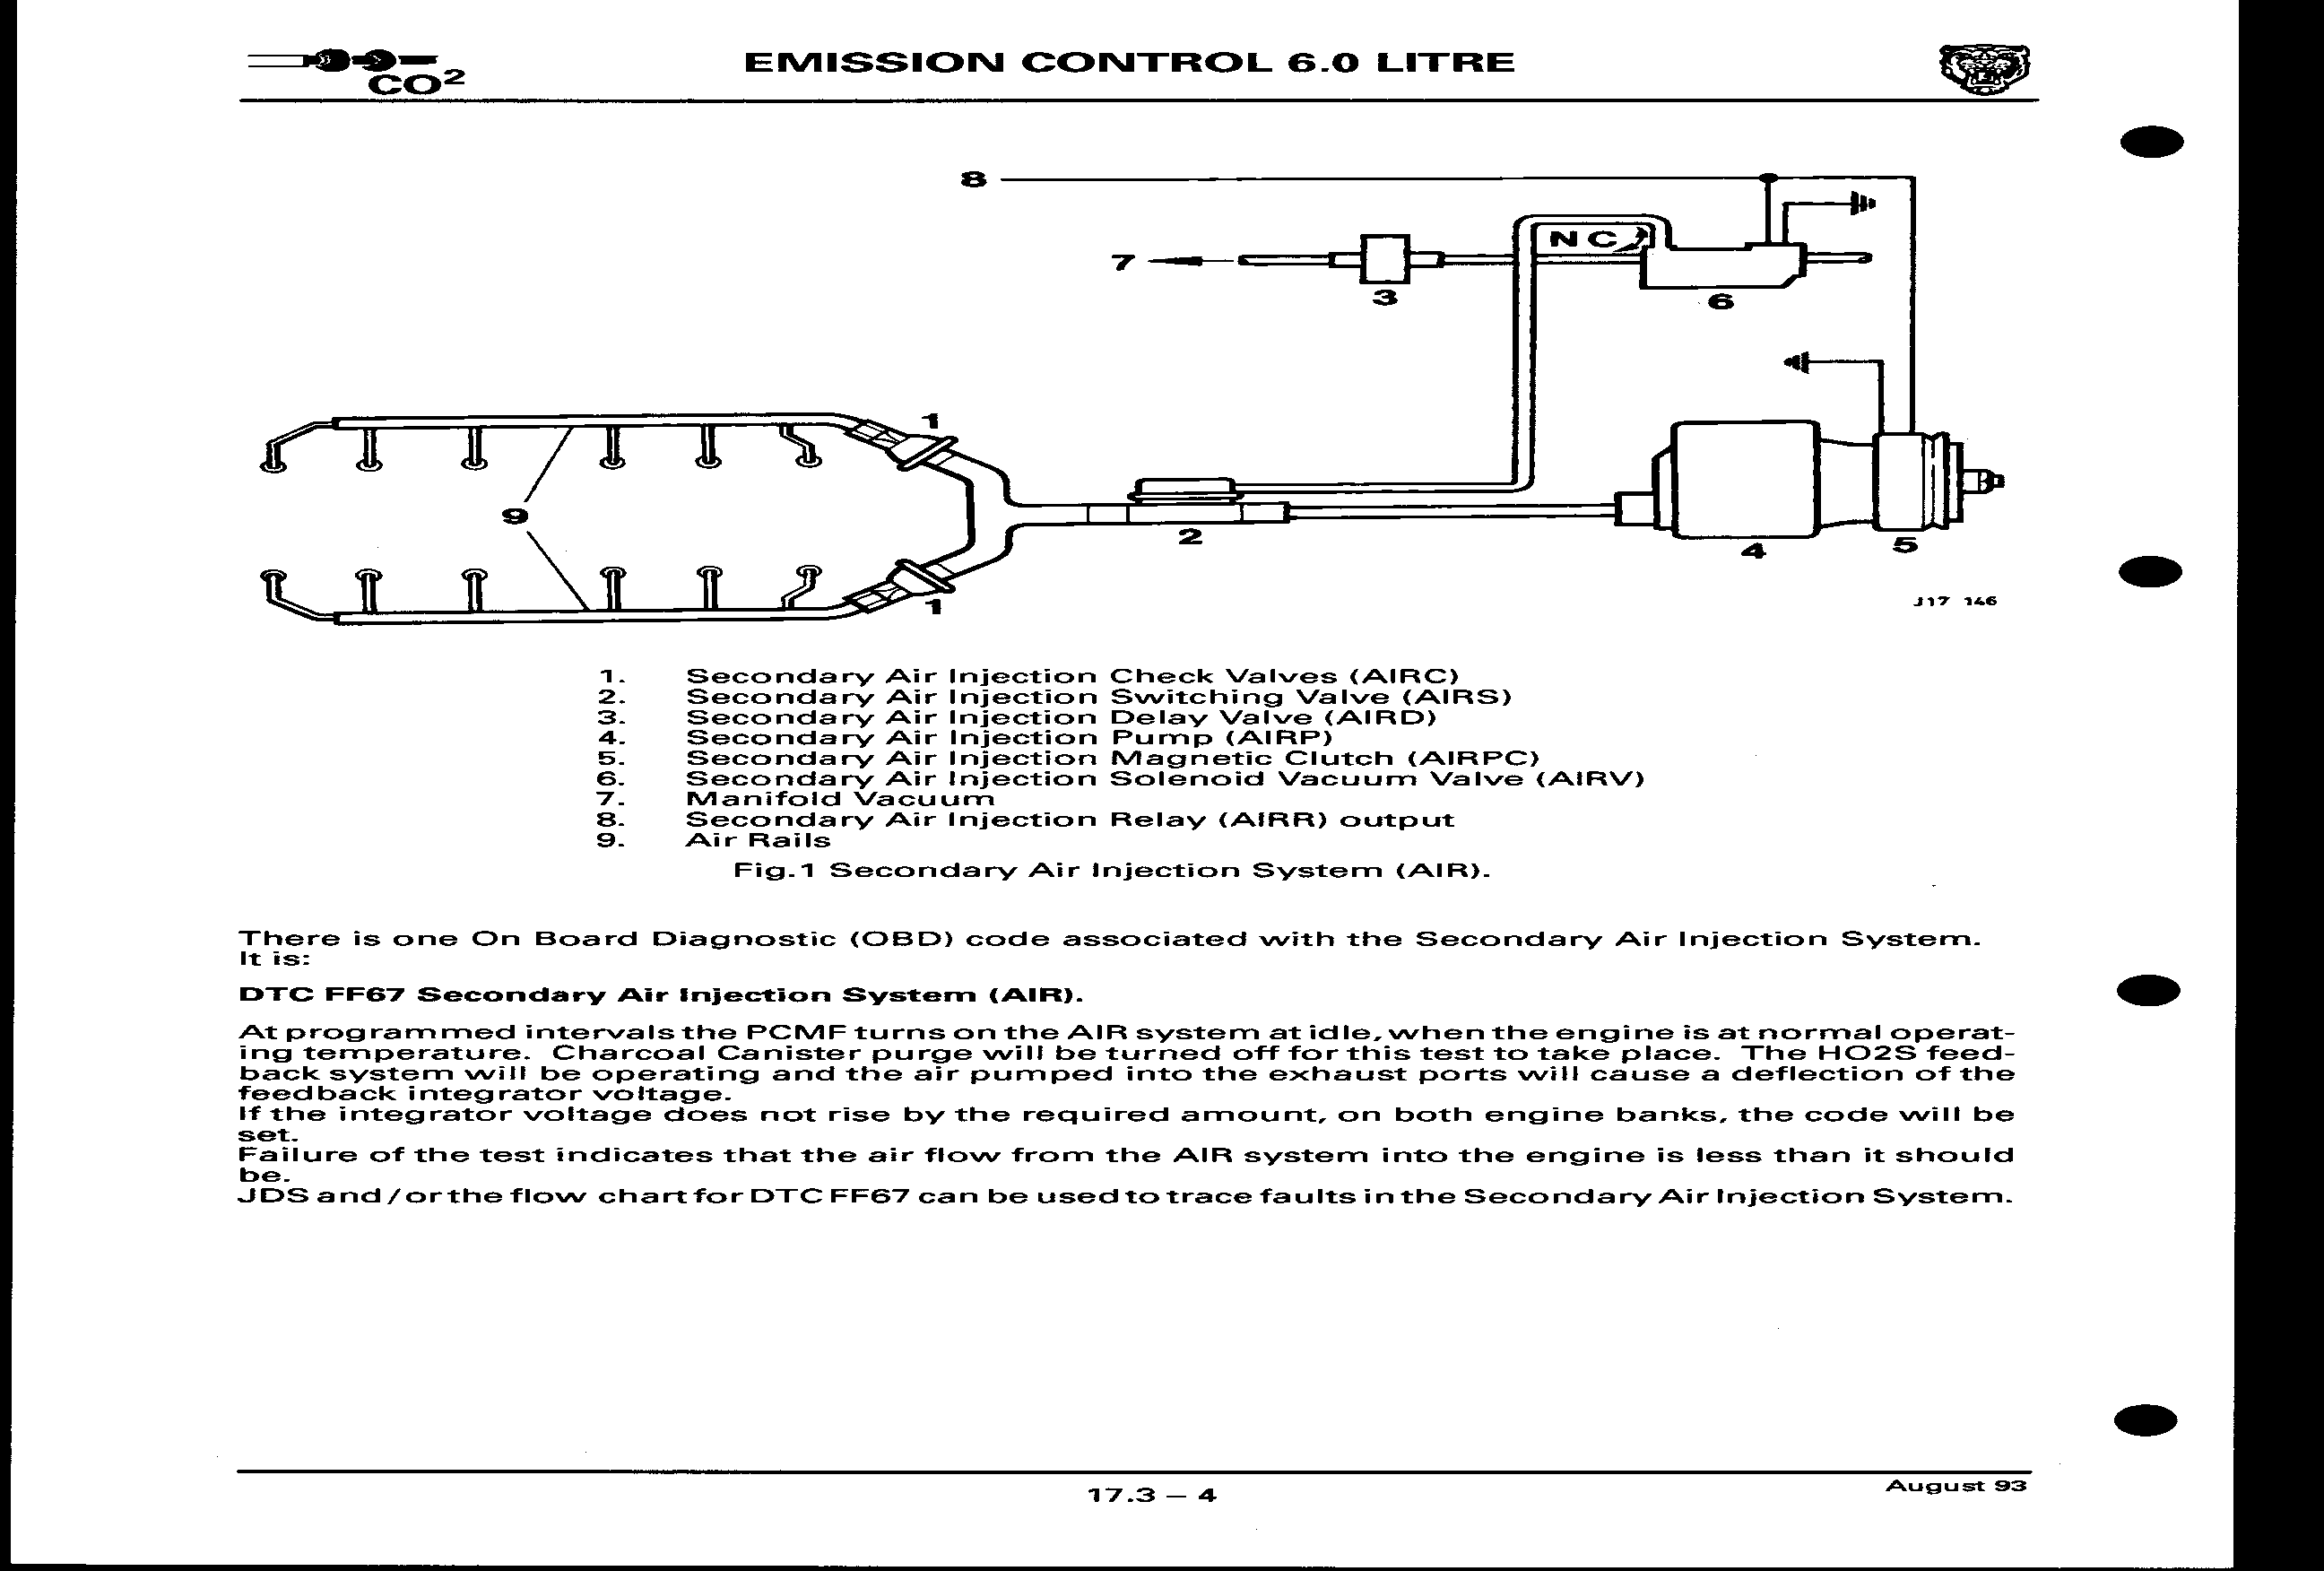 CO²
EMISSION CONTROL 6.0 LITRE
8
N C
7
3
6
1
9
2
4
5
1
J17 146
1. Secondary Air Injection Check Valves (AIRC)
2. Secondary Air Injection Switching Valve (AIRS)
3. Secondary Air Injection Delay Valve (AIRD)
4. Secondary Air Injection Pump (AIRP)
5. Secondary Air Injection Magnetic Clutch (AIRPC)
6. Secondary Air Injection Solenoid Vacuum Valve (AIRV)
7. Manifold Vacuum
8. Secondary Air Injection Relay (AIRR) output
9. Air Rails
Fig.1 Secondary Air Injection System (AIR).
There is one On Board Diagnostic (OBD) code associated with the Secondary Air Injection System.
It is:
DTC FF67 Secondary Air Injection System (AIR).
At programmed intervals the PCMF turns on the AIR system at idle, when the engine is at normal operat-
ing temperature. Charcoal Canister purge will be turned off for this test to take place. The HO2S feed-
back system will be operating and the air pumped into the exhaust ports will cause a deflection of the
feedback integrator voltage.
If the integrator voltage does not rise by the required amount, on both engine banks, the code will be
set.
Failure of the test indicates that the air flow from the AIR system into the engine is less than it should
be.
JDS and/or the flow chart for DTC FF67 can be used to trace faults in the Secondary Air Injection System.
17.3 — 4
August 93